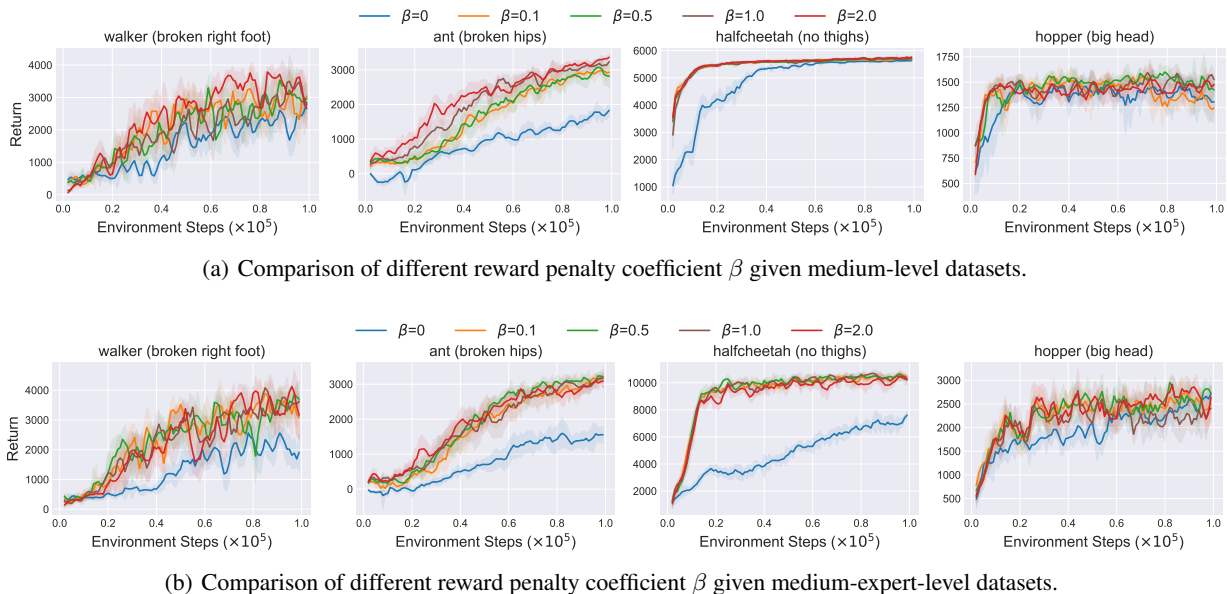 β=0 β=0.1 β=0.5 β=1.0 β=2.0
walker (broken right foot) ant (broken hips) halfcheetah (no thighs) hopper (big head)
Return
4000
3000
2000
1000
0
0.0 0.2 0.4 0.6 0.8 1.0
Environment Steps (×10⁵)
3000
2000
1000
0
0.0 0.2 0.4 0.6 0.8 1.0
Environment Steps (×10⁵)
6000
5000
4000
3000
2000
1000
0.0 0.2 0.4 0.6 0.8 1.0
Environment Steps (×10⁵)
1750
1500
1250
1000
750
500
0.0 0.2 0.4 0.6 0.8 1.0
Environment Steps (×10⁵)
(a) Comparison of different reward penalty coefficient β given medium-level datasets.
β=0 β=0.1 β=0.5 β=1.0 β=2.0
walker (broken right foot) ant (broken hips) halfcheetah (no thighs) hopper (big head)
Return
4000
3000
2000
1000
0
0.0 0.2 0.4 0.6 0.8 1.0
Environment Steps (×10⁵)
3000
2000
1000
0
0.0 0.2 0.4 0.6 0.8 1.0
Environment Steps (×10⁵)
10000
8000
6000
4000
2000
0.0 0.2 0.4 0.6 0.8 1.0
Environment Steps (×10⁵)
3000
2500
2000
1500
1000
500
0.0 0.2 0.4 0.6 0.8 1.0
Environment Steps (×10⁵)
(b) Comparison of different reward penalty coefficient β given medium-expert-level datasets.